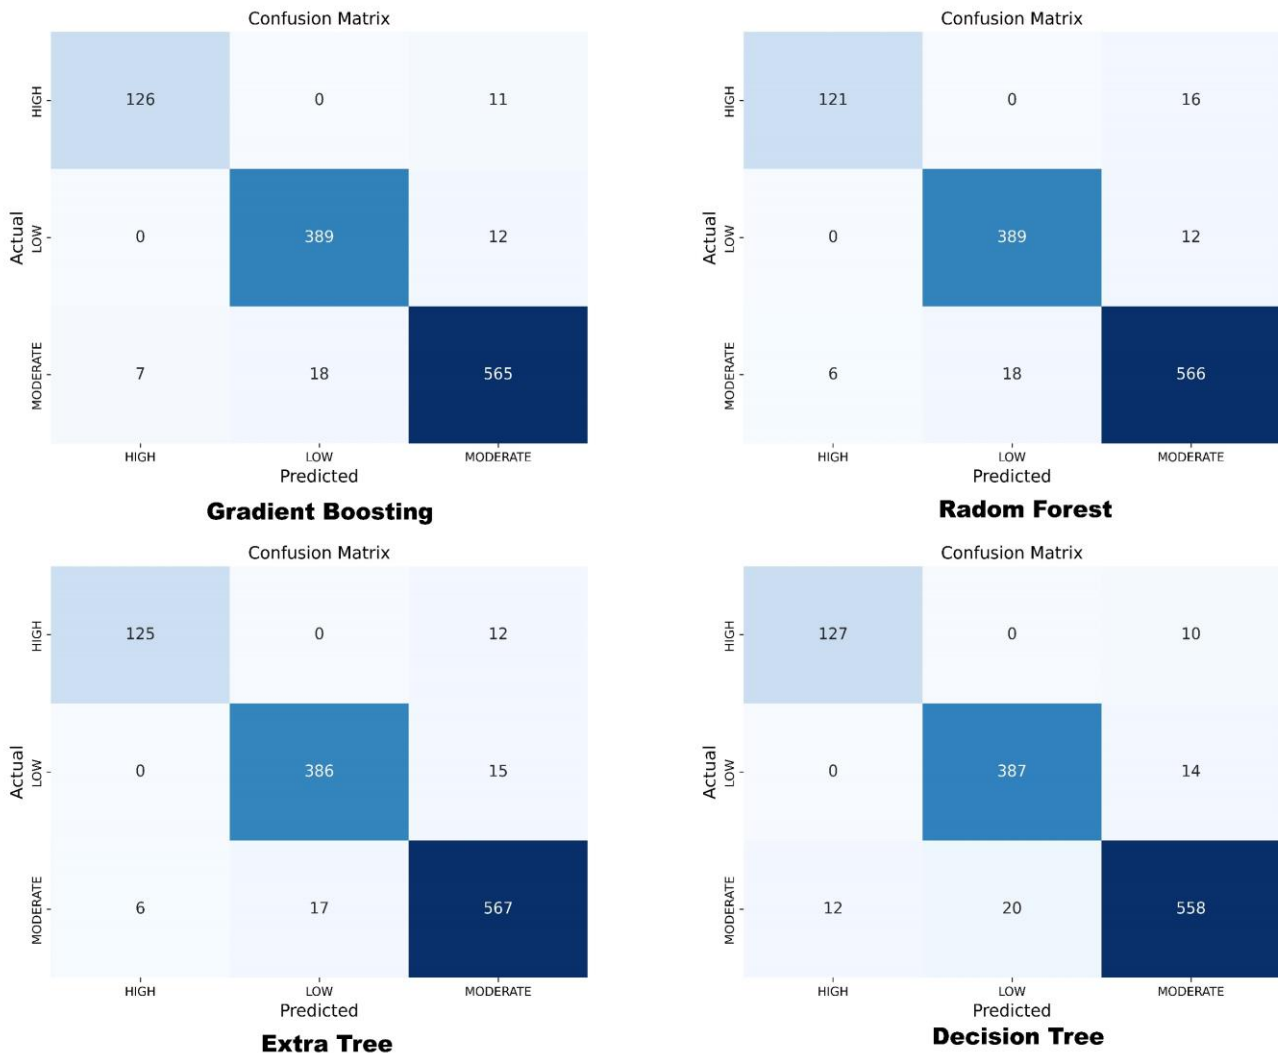 Confusion Matrix
HIGH
126 0 11
Actual
LOW
0 389 12
MODERATE
7 18 565
HIGH LOW MODERATE
Predicted
Gradient Boosting
Confusion Matrix
HIGH
121 0 16
Actual
LOW
0 389 12
MODERATE
6 18 566
HIGH LOW MODERATE
Predicted
Radom Forest
Confusion Matrix
HIGH
125 0 12
Actual
LOW
0 386 15
MODERATE
6 17 567
HIGH LOW MODERATE
Predicted
Extra Tree
Confusion Matrix
HIGH
127 0 10
Actual
LOW
0 387 14
MODERATE
12 20 558
HIGH LOW MODERATE
Predicted
Decision Tree